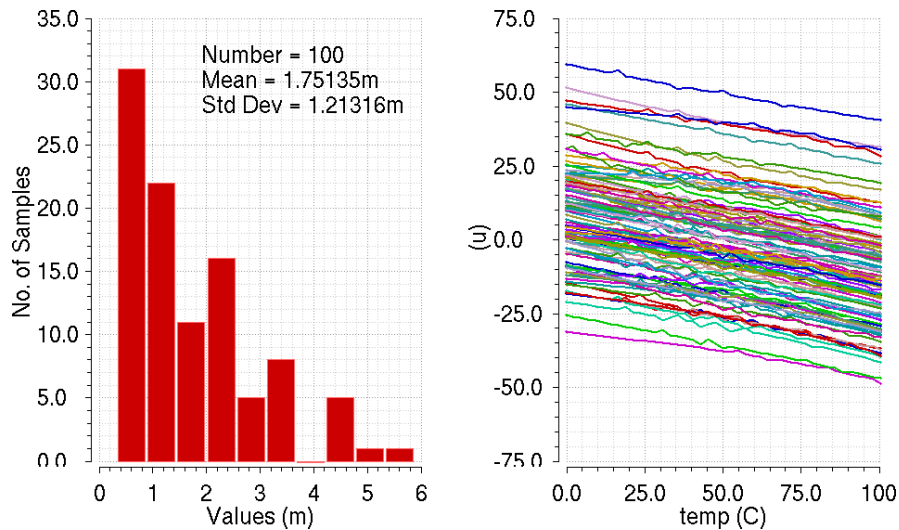 35.0
30.0
25.0
20.0
15.0
10.0
5.0
0.0
No. of Samples
Number = 100
Mean = 1.75135m
Std Dev = 1.21316m
0 1 2 3 4 5 6
Values (m)
75.0
50.0
25.0
0.0
-25.0
-50.0
-75.0
(u)
0.0 25.0 50.0 75.0 100
temp (C)